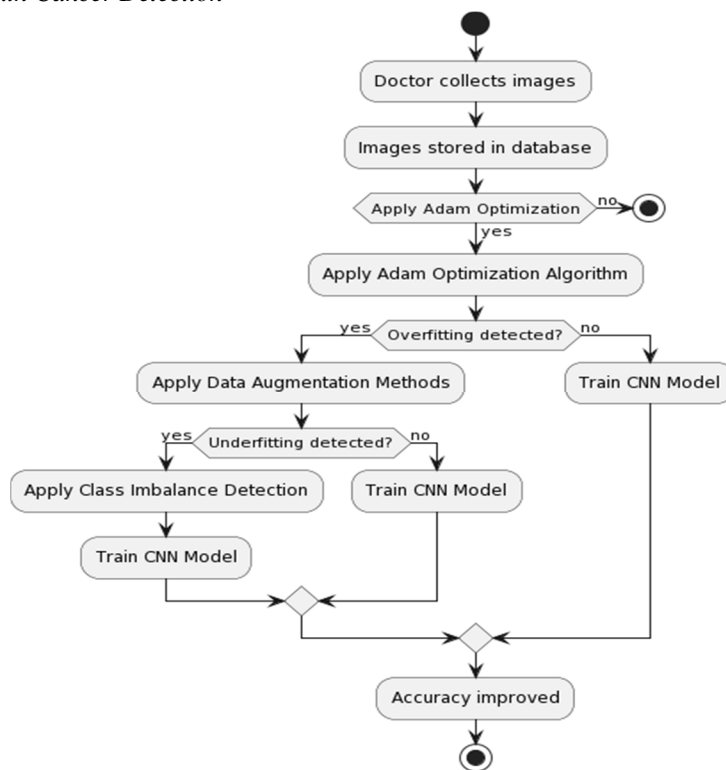 Cancer Detection
Doctor collects images
Images stored in database
Apply Adam Optimization
no
yes
Apply Adam Optimization Algorithm
yes
Overfitting detected?
no
Apply Data Augmentation Methods
Train CNN Model
yes
Underfitting detected?
no
Apply Class Imbalance Detection
Train CNN Model
Train CNN Model
Accuracy improved